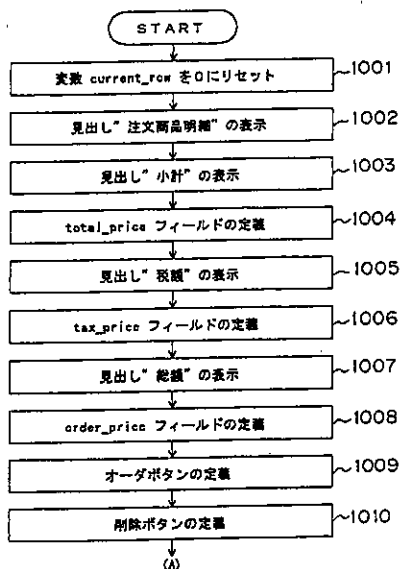 START
変数 current_row を0にリセット
1001
見出し"注文商品明細"の表示
1002
見出し"小計"の表示
1003
total_price フィールドの定義
1004
見出し"税額"の表示
1005
tax_price フィールドの定義
1006
見出し"総額"の表示
1007
order_price フィールドの定義
1008
オーダボタンの定義
1009
削除ボタンの定義
1010
(A)